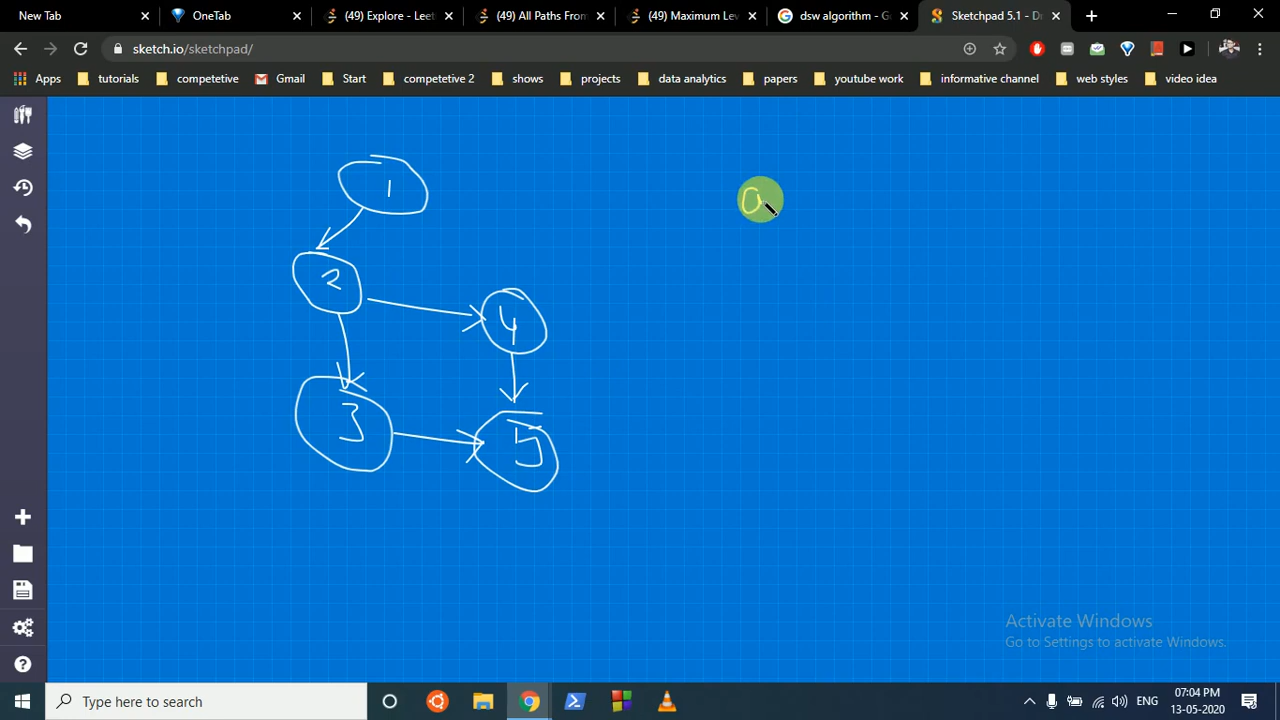 New Tab
OneTab
(49) Explore - Leet
(49) All Paths From
(49) Maximum Lev
dsw algorithm - G
Sketchpad 5.1 - D
sketch.io/sketchpad/
Apps
tutorials
competetive
Gmail
Start
competetive 2
shows
projects
data analytics
papers
youtube work
informative channel
web styles
video idea
1
2
4
3
5
Activate Windows
Go to Settings to activate Windows.
Type here to search
ENG
07:04 PM
13-05-2020